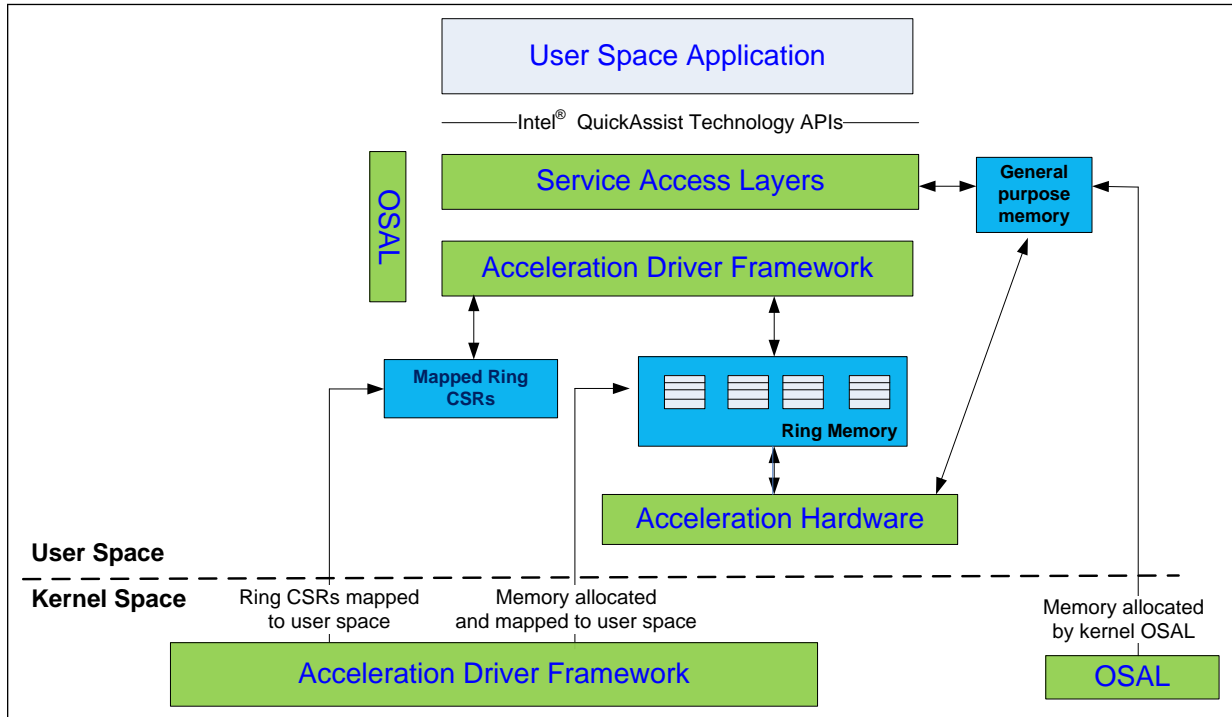 User Space Application
Intel® QuickAssist Technology APIs
OSAL
Service Access Layers
General
purpose
memory
Acceleration Driver Framework
Mapped Ring
CSRs
Ring Memory
Acceleration Hardware
User Space
Kernel Space
Ring CSRs mapped
to user space
Memory allocated
and mapped to user space
Memory allocated
by kernel OSAL
Acceleration Driver Framework
OSAL